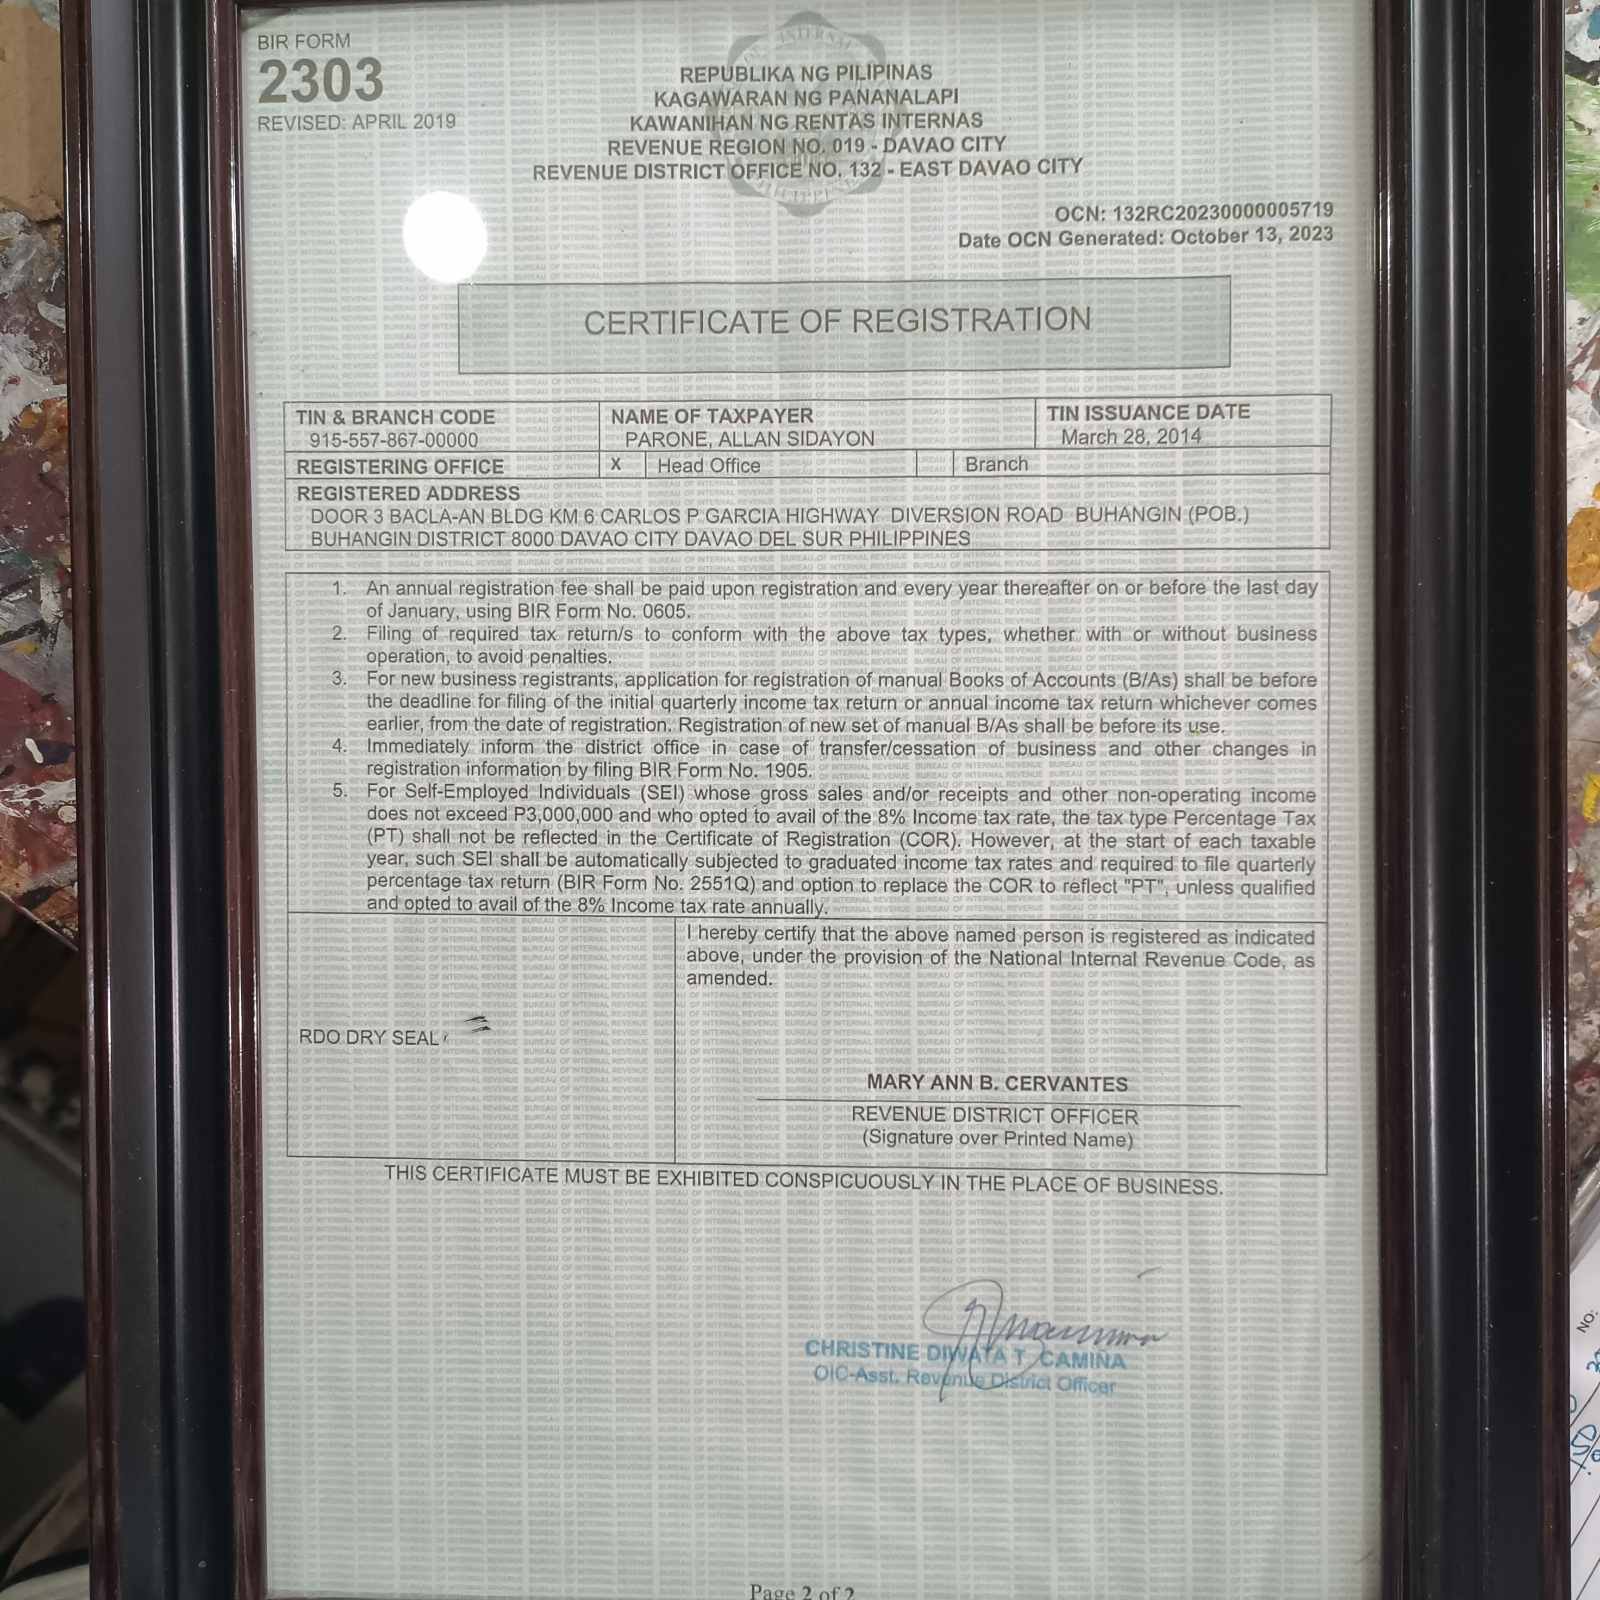 BIR FORM
2303
REVISED: APRIL 2019
REPUBLIKA NG PILIPINAS
KAGAWARAN NG PANANALAPI
KAWANIHAN NG RENTAS INTERNAS
REVENUE REGION NO. 019 - DAVAO CITY
REVENUE DISTRICT OFFICE NO. 132 - EAST DAVAO CITY
OCN: 132RC20230000005719
Date OCN Generated: October 13, 2023
CERTIFICATE OF REGISTRATION
TIN & BRANCH CODE NAME OF TAXPAYER TIN ISSUANCE DATE
915-557-867-00000 PARONE, ALLAN SIDAYON March 28, 2014
REGISTERING OFFICE X Head Office Branch
REGISTERED ADDRESS
DOOR 3 BACLA-AN BLDG KM 6 CARLOS P GARCIA HIGHWAY DIVERSION ROAD BUHANGIN (POB.)
BUHANGIN DISTRICT 8000 DAVAO CITY DAVAO DEL SUR PHILIPPINES
1. An annual registration fee shall be paid upon registration and every year thereafter on or before the last day
of January, using BIR Form No. 0605.
2. Filing of required tax return/s to conform with the above tax types, whether with or without business
operation, to avoid penalties.
3. For new business registrants, application for registration of manual Books of Accounts (B/As) shall be before
the deadline for filing of the initial quarterly income tax return or annual income tax return whichever comes
earlier, from the date of registration. Registration of new set of manual B/As shall be before its use.
4. Immediately inform the district office in case of transfer/cessation of business and other changes in
registration information by filing BIR Form No. 1905.
5. For Self-Employed Individuals (SEI) whose gross sales and/or receipts and other non-operating income
does not exceed P3,000,000 and who opted to avail of the 8% Income tax rate, the tax type Percentage Tax
(PT) shall not be reflected in the Certificate of Registration (COR). However, at the start of each taxable
year, such SEI shall be automatically subjected to graduated income tax rates and required to file quarterly
percentage tax return (BIR Form No. 2551Q) and option to replace the COR to reflect "PT", unless qualified
and opted to avail of the 8% Income tax rate annually.
I hereby certify that the above named person is registered as indicated
above, under the provision of the National Internal Revenue Code, as
amended.
RDO DRY SEAL
MARY ANN B. CERVANTES
REVENUE DISTRICT OFFICER
(Signature over Printed Name)
THIS CERTIFICATE MUST BE EXHIBITED CONSPICUOUSLY IN THE PLACE OF BUSINESS.
CHRISTINE DIWATA T. CAMIÑA
OIC-Asst. Revenue District Officer
Page 2 of 2
NO: